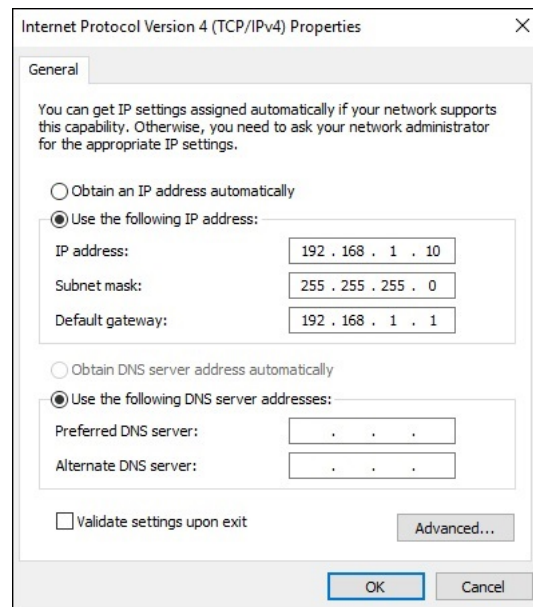 Internet Protocol Version 4 (TCP/IPv4) Properties
General
You can get IP settings assigned automatically if your network supports
this capability. Otherwise, you need to ask your network administrator
for the appropriate IP settings.
Obtain an IP address automatically
Use the following IP address:
IP address: 192 . 168 . 1 . 10
Subnet mask: 255 . 255 . 255 . 0
Default gateway: 192 . 168 . 1 . 1
Obtain DNS server address automatically
Use the following DNS server addresses:
Preferred DNS server: . . .
Alternate DNS server: . . .
Validate settings upon exit
Advanced...
OK Cancel